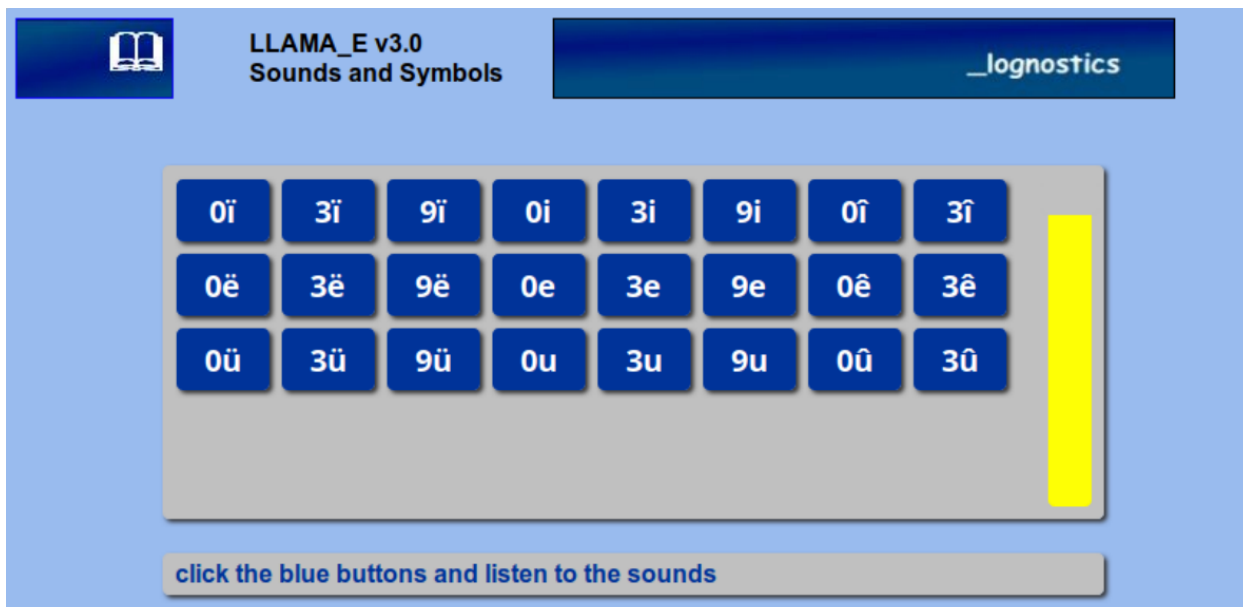 LLAMA_E v3.0
Sounds and Symbols
_lognostics
0ï 3ï 9ï 0i 3i 9i 0î 3î
0ë 3ë 9ë 0e 3e 9e 0ê 3ê
0ü 3ü 9ü 0u 3u 9u 0û 3û
click the blue buttons and listen to the sounds